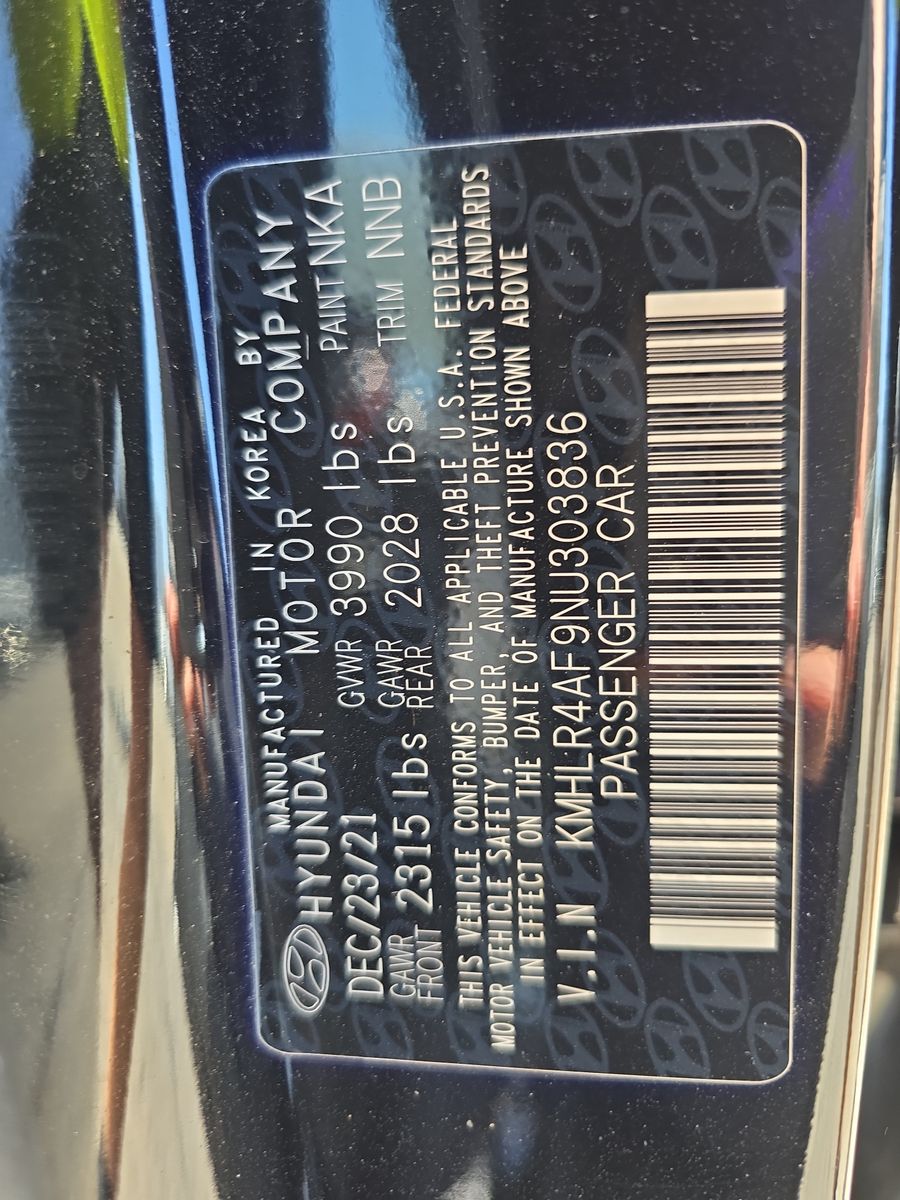 MANUFACTURED IN KOREA BY
HYUNDAI MOTOR COMPANY
DEC/23/21 GVWR 3990 lbs PAINT NKA
GAWR FRONT 2315 lbs GAWR REAR 2028 lbs TRIM NNB
THIS VEHICLE CONFORMS TO ALL APPLICABLE U.S.A. FEDERAL
MOTOR VEHICLE SAFETY, BUMPER, AND THEFT PREVENTION STANDARDS
IN EFFECT ON THE DATE OF MANUFACTURE SHOWN ABOVE
V.I.N KMHLR4AF9NU303836
PASSENGER CAR